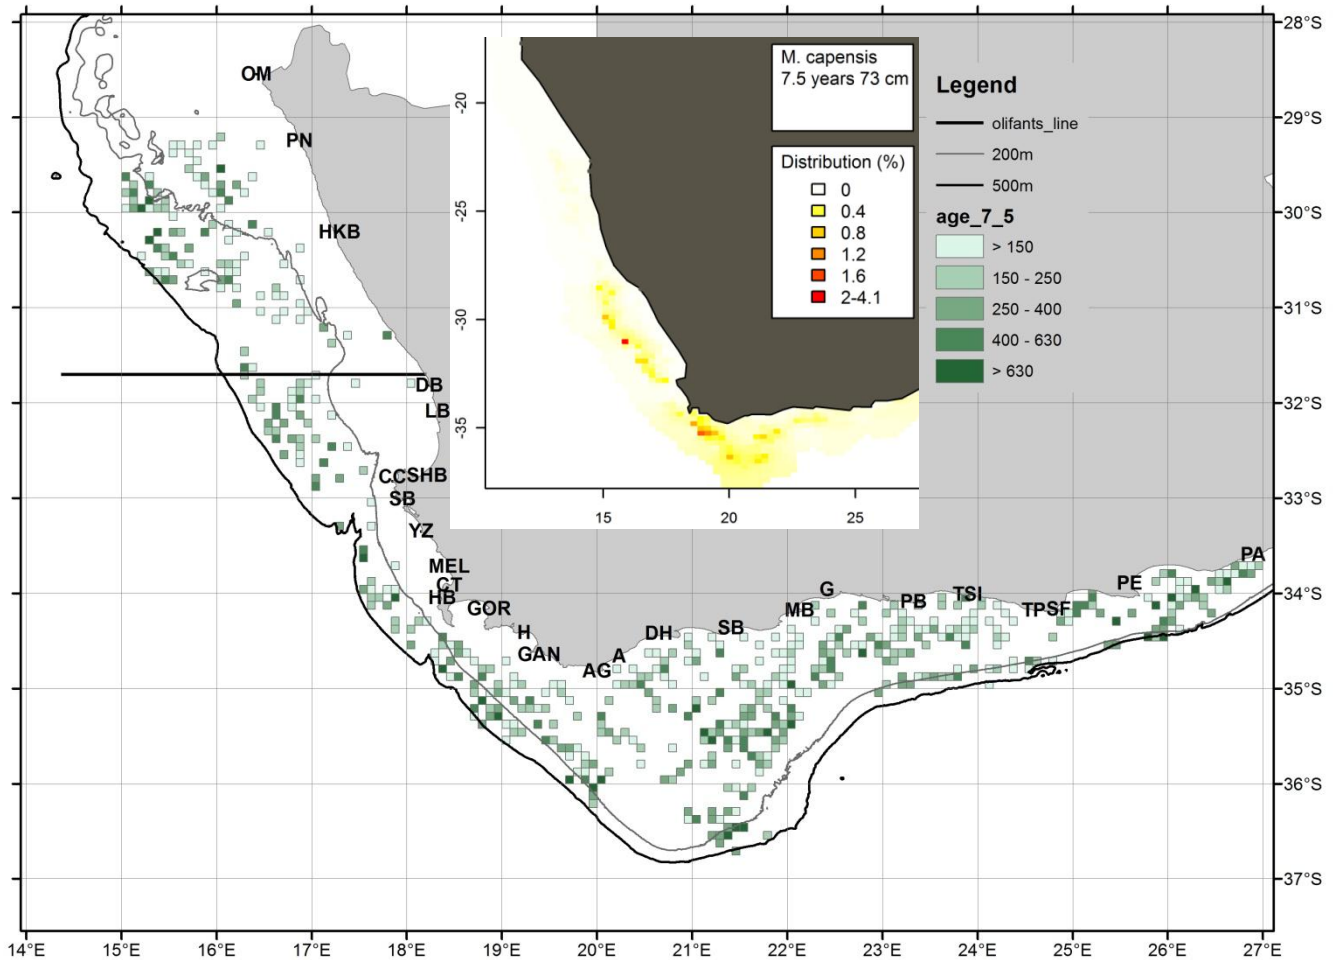 OM
PN
HKB
DB
LB
CCSHB
SB
YZ
MEL
CT
HB
GOR
H
GAN
AG
A
DH
SB
MB
G
PB
TSI
TPSF
PE
PA
M. capensis
7.5 years 73 cm
Distribution (%)
0
0.4
0.8
1.2
1.6
2-4.1
-20
-25
-30
-35
15
20
25
Legend
olifants_line
200m
500m
age_7_5
> 150
150 - 250
250 - 400
400 - 630
> 630
28°S
29°S
30°S
31°S
32°S
33°S
34°S
35°S
36°S
37°S
14°E
15°E
16°E
17°E
18°E
19°E
20°E
21°E
22°E
23°E
24°E
25°E
26°E
27°E